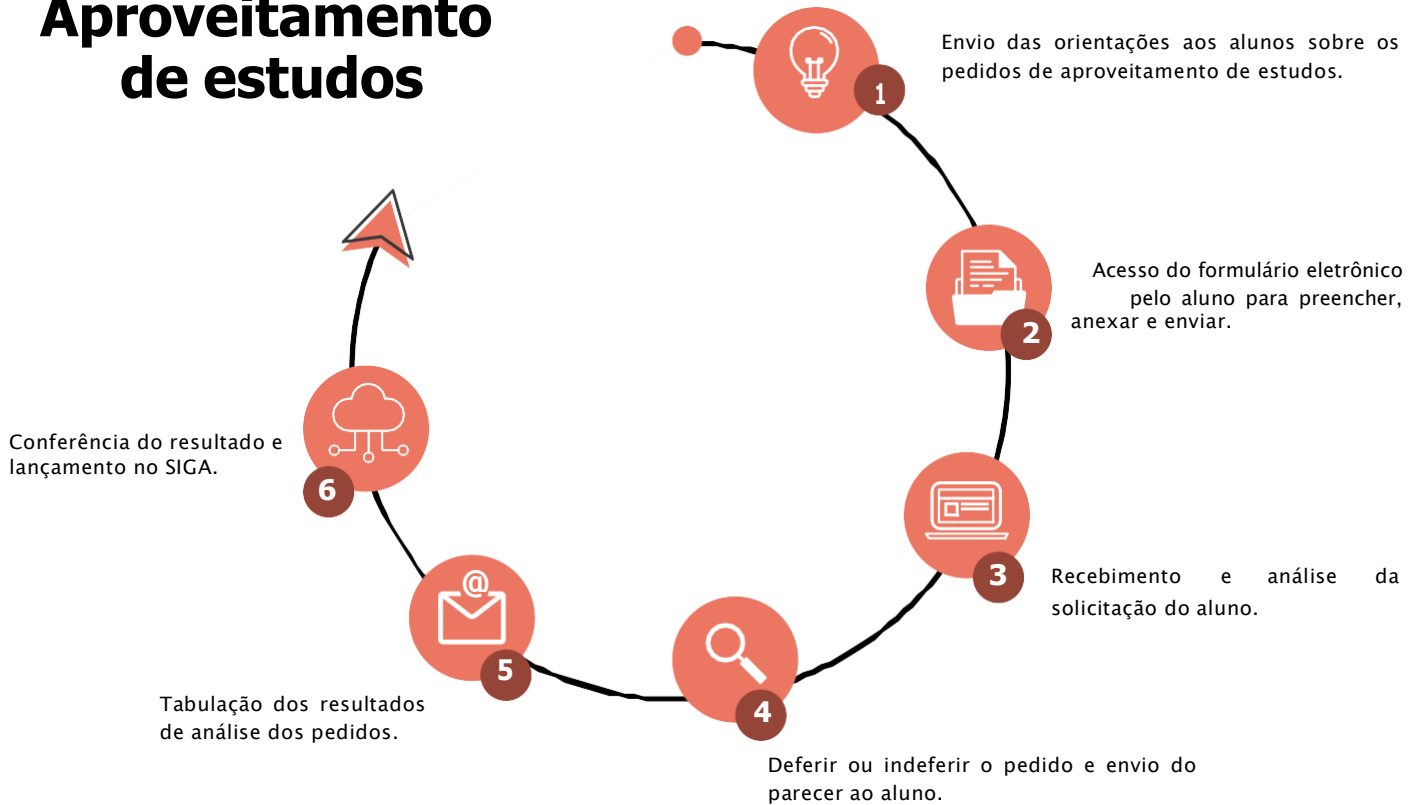 Aproveitamento
de estudos
1
Envio das orientações aos alunos sobre os
pedidos de aproveitamento de estudos.
2
Acesso do formulário eletrônico
pelo aluno para preencher,
anexar e enviar.
3
Recebimento e análise da
solicitação do aluno.
4
Deferir ou indeferir o pedido e envio do
parecer ao aluno.
@
5
Tabulação dos resultados
de análise dos pedidos.
6
Conferência do resultado e
lançamento no SIGA.